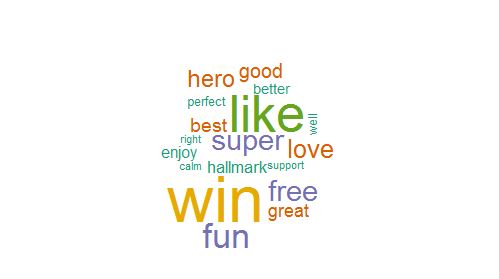 hero good
better
perfect
like
well
best
super
right
love
enjoy
calm
hallmark
support
win
free
great
fun